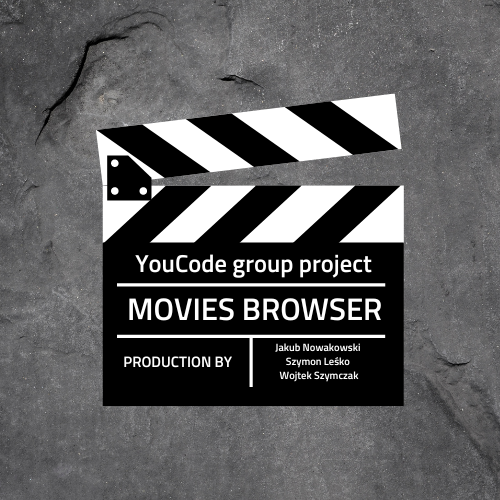 YouCode group project
MOVIES BROWSER
PRODUCTION BY
Jakub Nowakowski
Szymon Leśko
Wojtek Szymczak